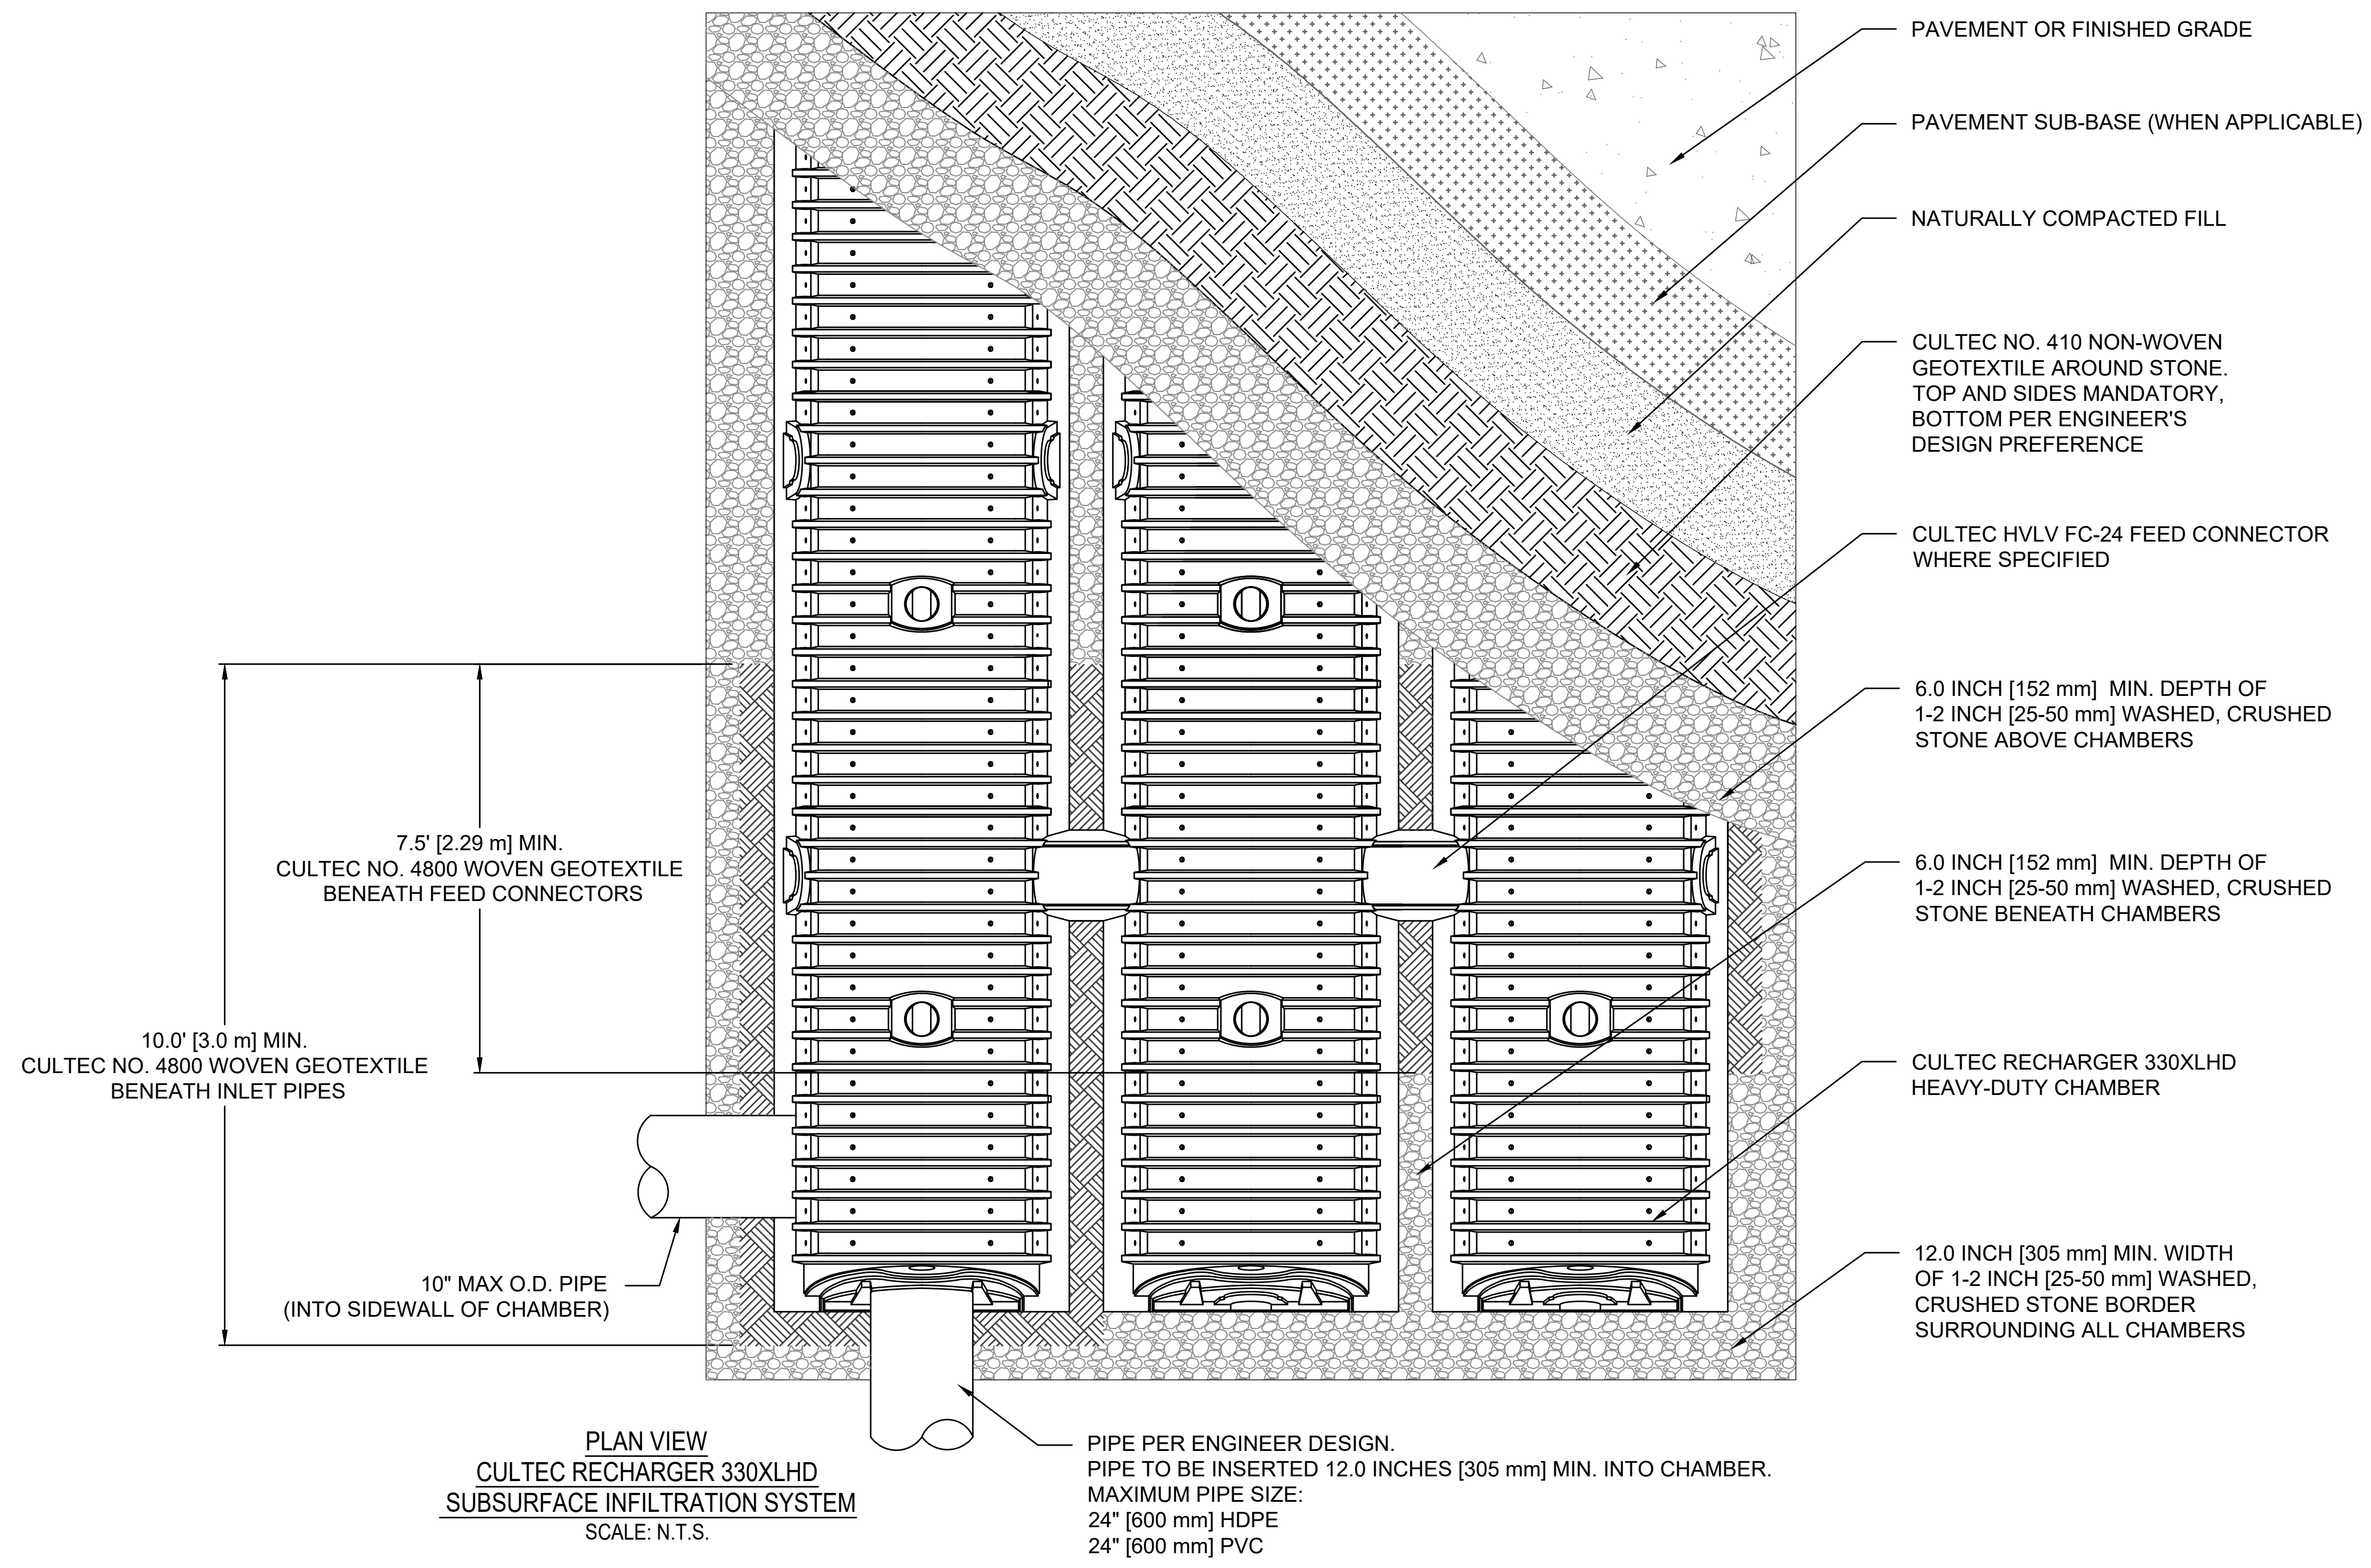 PAVEMENT OR FINISHED GRADE
PAVEMENT SUB-BASE (WHEN APPLICABLE)
NATURALLY COMPACTED FILL
CULTEC NO. 410 NON-WOVEN
GEOTEXTILE AROUND STONE.
TOP AND SIDES MANDATORY,
BOTTOM PER ENGINEER'S
DESIGN PREFERENCE
CULTEC HVLV FC-24 FEED CONNECTOR
WHERE SPECIFIED
6.0 INCH [152 mm] MIN. DEPTH OF
1-2 INCH [25-50 mm] WASHED, CRUSHED
STONE ABOVE CHAMBERS
6.0 INCH [152 mm] MIN. DEPTH OF
1-2 INCH [25-50 mm] WASHED, CRUSHED
STONE BENEATH CHAMBERS
CULTEC RECHARGER 330XLHD
HEAVY-DUTY CHAMBER
12.0 INCH [305 mm] MIN. WIDTH
OF 1-2 INCH [25-50 mm] WASHED,
CRUSHED STONE BORDER
SURROUNDING ALL CHAMBERS
7.5' [2.29 m] MIN.
CULTEC NO. 4800 WOVEN GEOTEXTILE
BENEATH FEED CONNECTORS
10.0' [3.0 m] MIN.
CULTEC NO. 4800 WOVEN GEOTEXTILE
BENEATH INLET PIPES
10" MAX O.D. PIPE
(INTO SIDEWALL OF CHAMBER)
PIPE PER ENGINEER DESIGN.
PIPE TO BE INSERTED 12.0 INCHES [305 mm] MIN. INTO CHAMBER.
MAXIMUM PIPE SIZE:
24" [600 mm] HDPE
24" [600 mm] PVC
PLAN VIEW
CULTEC RECHARGER 330XLHD
SUBSURFACE INFILTRATION SYSTEM
SCALE: N.T.S.